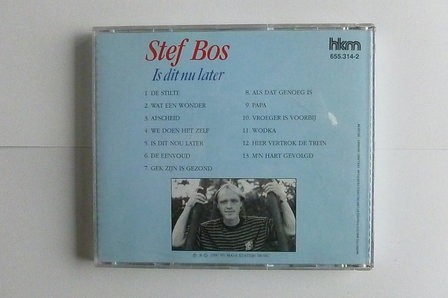 Stef Bos
Is dit nu later
hkm
655.314-2
1 DE STILTE
2. WAT EEN WONDER
3. AFSCHEID
4. WE DOEN HET ZELF
5. IS DIT NOU LATER
6. DE EENVOUD
7. GEK ZIJN IS GEZOND
8. ALS DAT GENOEG IS
9. PAPA
10. VROEGER IS VOORBIJ
11. WODKA
12. HIER VERTROK DE TREIN
13. M'N HART GEVOLGD